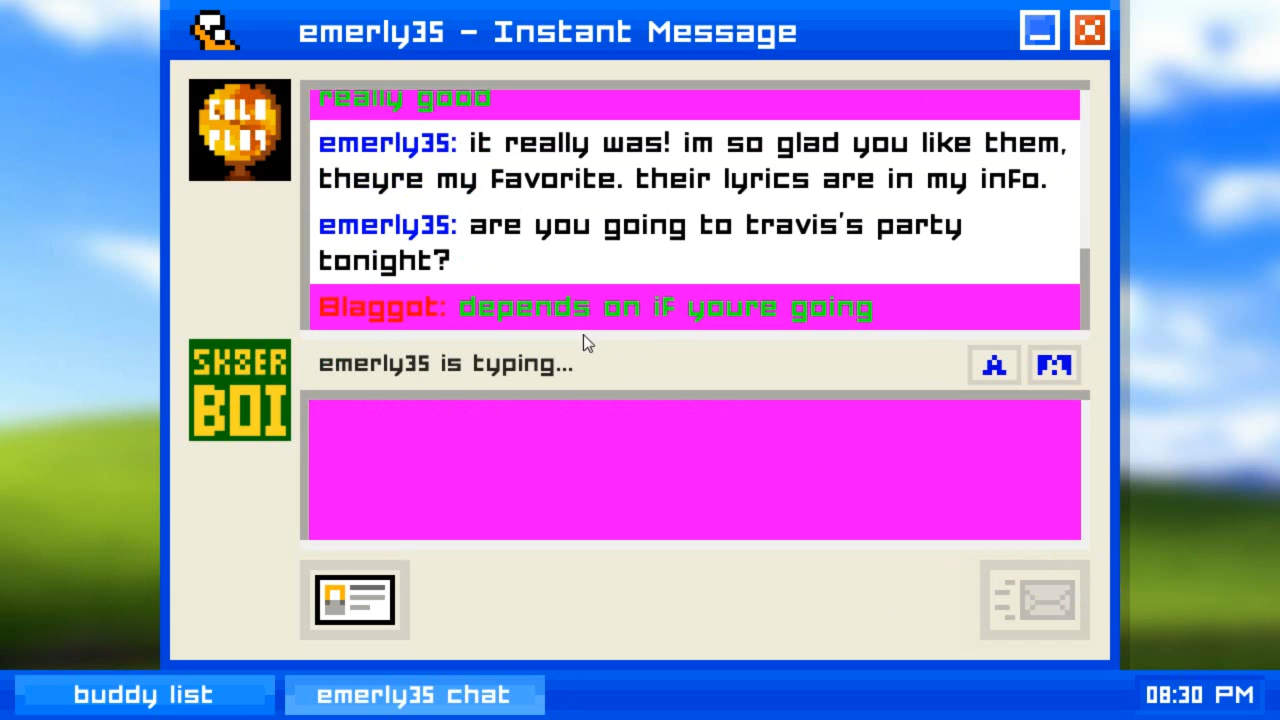 emerly35 - Instant Message
COLD
PLAY
really good
emerly35: it really was! im so glad you like them,
theyre my favorite. their lyrics are in my info.
emerly35: are you going to travis's party
tonight?
Blaggot: depends on if youre going
SK8ER
BOI
emerly35 is typing...
A
buddy list
emerly35 chat
08:30 PM